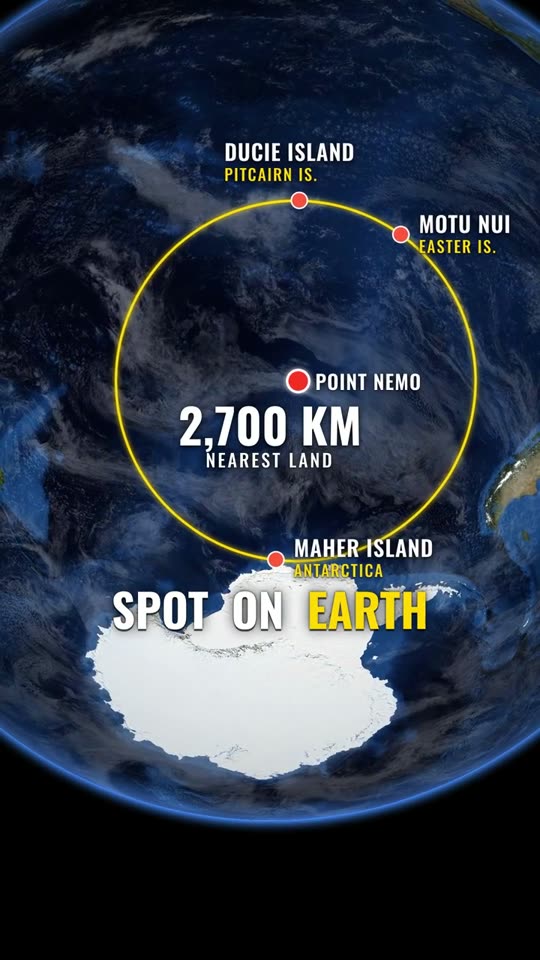 DUCIE ISLAND
PITCAIRN IS.
MOTU NUI
EASTER IS.
POINT NEMO
2,700 KM
NEAREST LAND
MAHER ISLAND
ANTARCTICA
SPOT ON EARTH